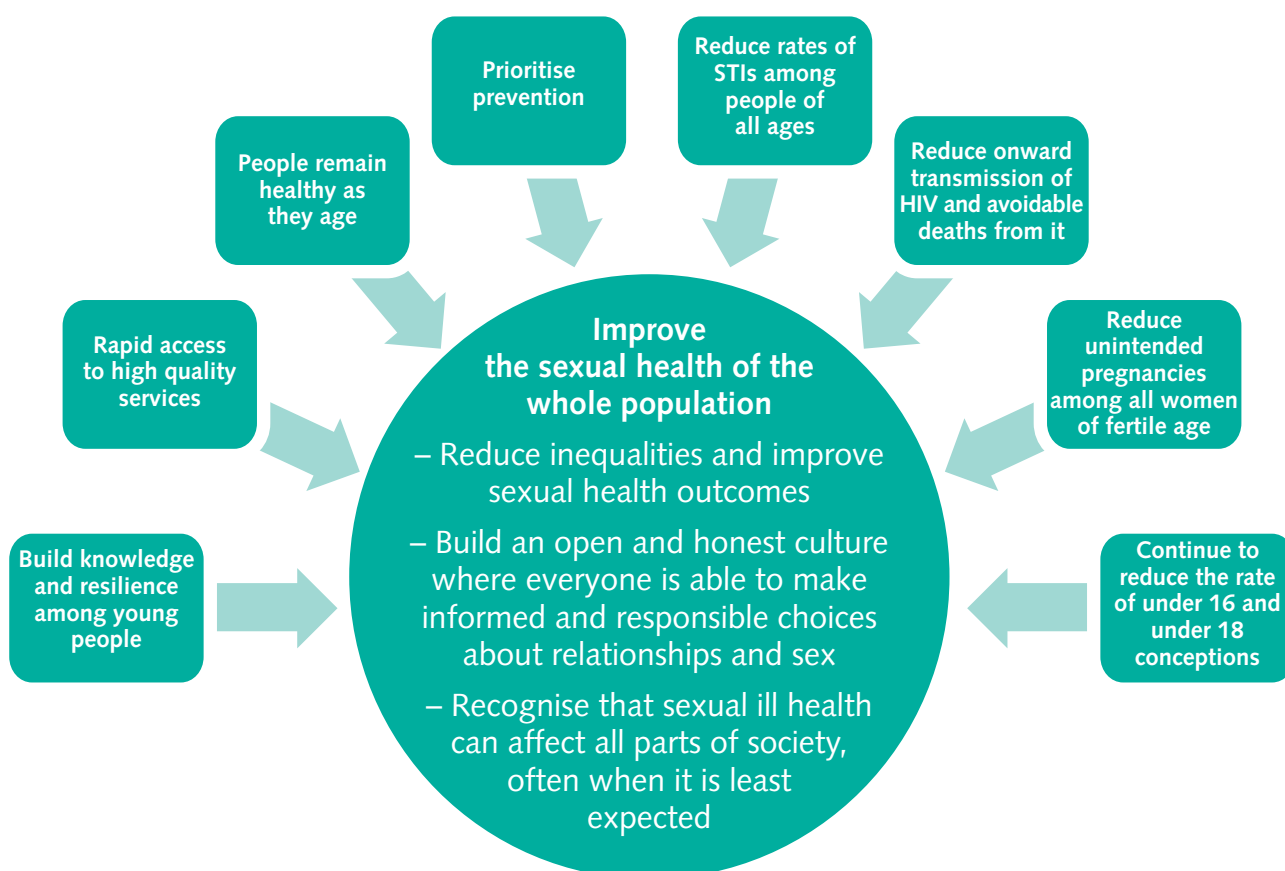 Prioritise
prevention
Reduce rates of
STIs among
people of
all ages
People remain
healthy as
they age
Reduce onward
transmission of
HIV and avoidable
deaths from it
Rapid access
to high quality
services
Reduce
unintended
pregnancies
among all women
of fertile age
Build knowledge
and resilience
among young
people
Continue to
reduce the rate
of under 16 and
under 18
conceptions
Improve
the sexual health of the
whole population
– Reduce inequalities and improve
sexual health outcomes
– Build an open and honest culture
where everyone is able to make
informed and responsible choices
about relationships and sex
– Recognise that sexual ill health
can affect all parts of society,
often when it is least
expected